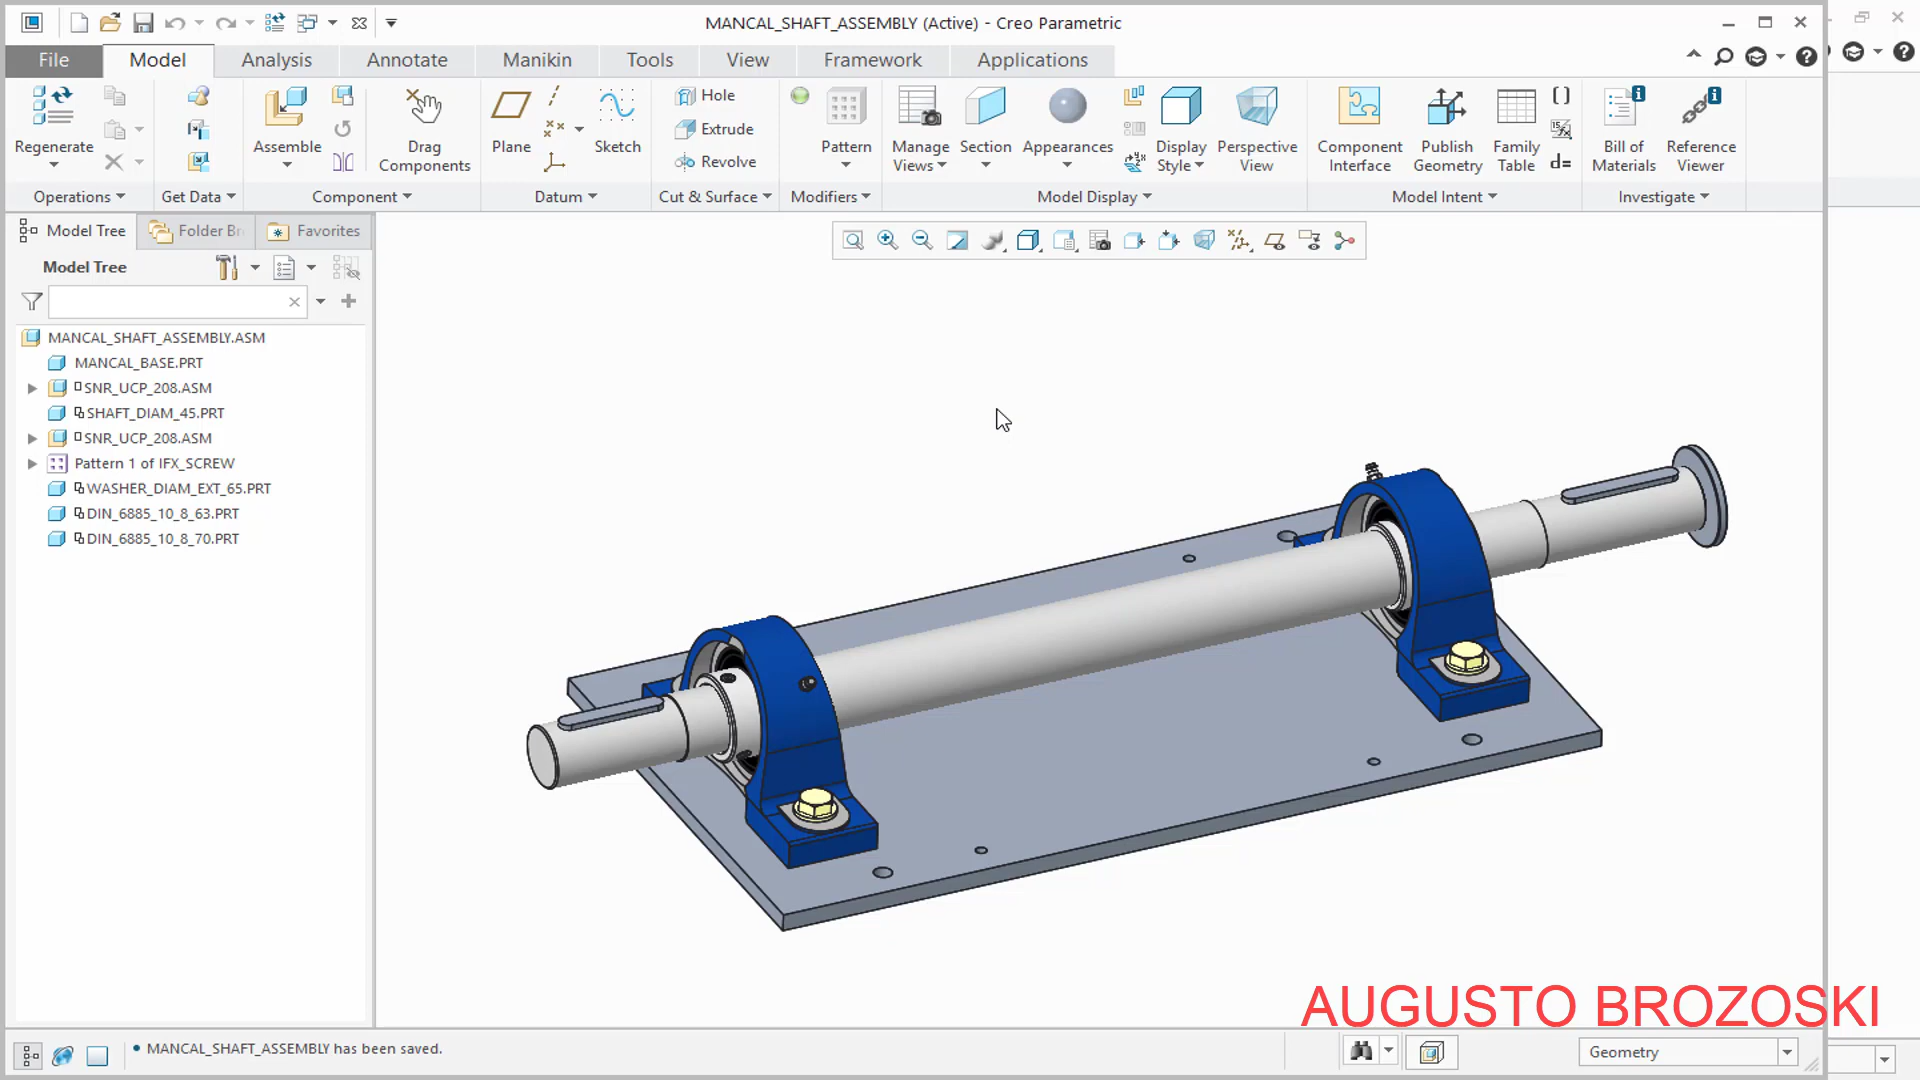 MANCAL_SHAFT_ASSEMBLY (Active) - Creo Parametric
File
Model
Analysis
Annotate
Manikin
Tools
View
Framework
Applications
Regenerate
Assemble
Drag
Components
Plane
Sketch
Hole
Extrude
Revolve
Pattern
Manage
Views
Section
Appearances
Display
Style
Perspective
View
Component
Interface
Publish
Geometry
Family
Table
d=
Bill of
Materials
Reference
Viewer
Operations
Get Data
Component
Datum
Cut & Surface
Modifiers
Model Display
Model Intent
Investigate
Model Tree
Folder Br
Favorites
Model Tree
MANCAL_SHAFT_ASSEMBLY.ASM
MANCAL_BASE.PRT
SNR_UCP_208.ASM
SHAFT_DIAM_45.PRT
SNR_UCP_208.ASM
Pattern 1 of IFX_SCREW
WASHER_DIAM_EXT_65.PRT
DIN_6885_10_8_63.PRT
DIN_6885_10_8_70.PRT
AUGUSTO BROZOSKI
MANCAL_SHAFT_ASSEMBLY has been saved.
Geometry